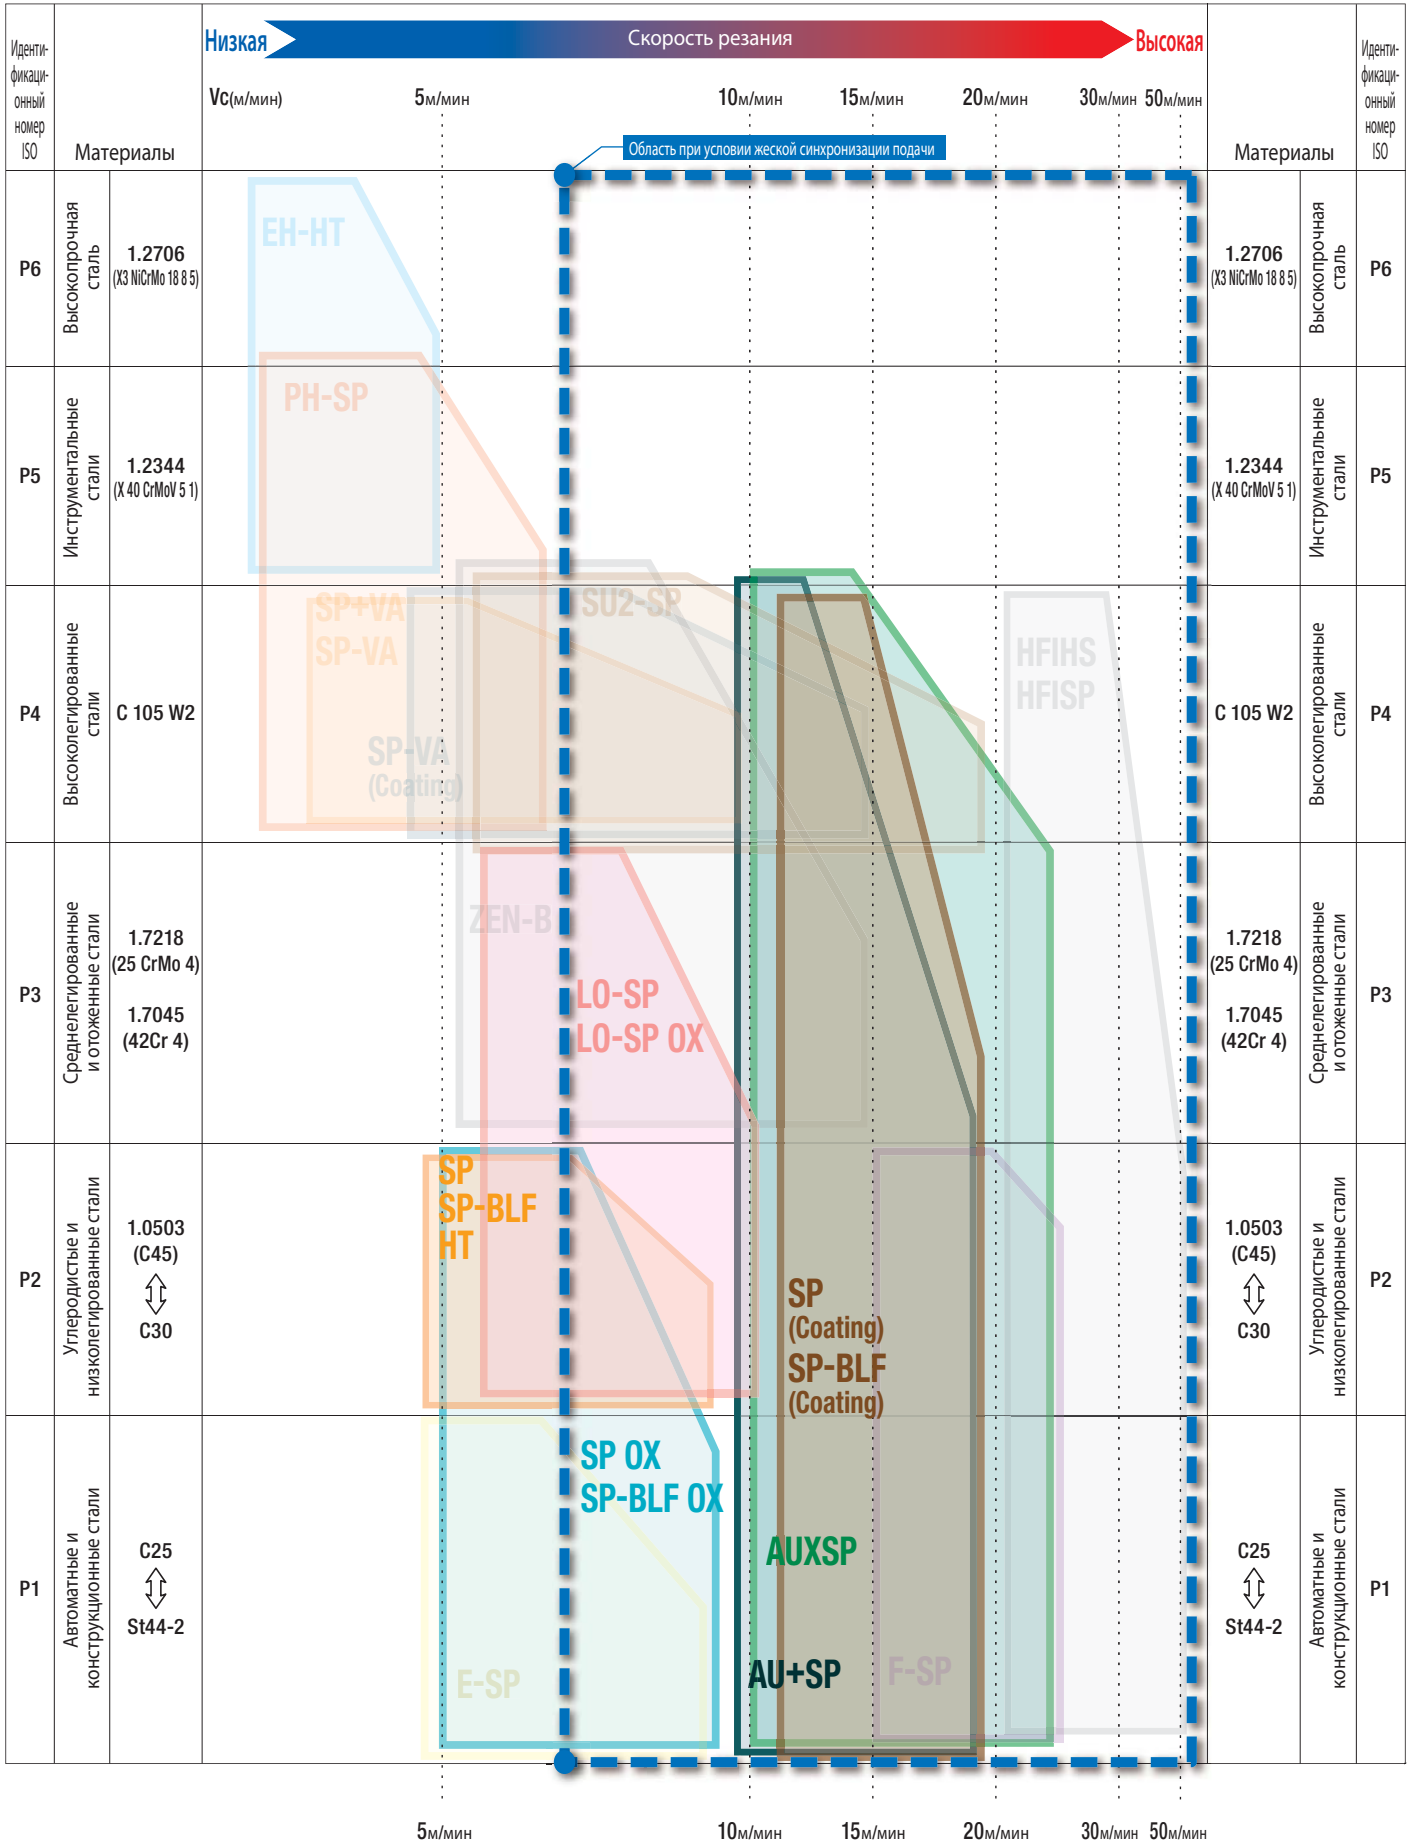 Низкая
Скорость резания
Высокая
Иденти-
фикаци-
онный
номер
ISO
Материалы
Vc(м/мин)
5м/мин
10м/мин
15м/мин
20м/мин
30м/мин
50м/мин
Материалы
Иденти-
фикаци-
онный
номер
ISO
Область при условии жеской синхронизации подачи
P6
Высокопрочная
сталь
1.2706
(X3 NiCrMo 18 8 5)
EH-HT
1.2706
(X3 NiCrMo 18 8 5)
Высокопрочная
сталь
P6
P5
Инструментальные
стали
1.2344
(X 40 CrMoV 5 1)
PH-SP
1.2344
(X 40 CrMoV 5 1)
Инструментальные
стали
P5
P4
Высоколегированные
стали
C 105 W2
SP+VA
SP-VA
SU2-SP
SP-VA
(Coating)
HFIHS
HFISP
C 105 W2
Высоколегированные
стали
P4
P3
Среднелегированные
и отоженные стали
1.7218
(25 CrMo 4)
1.7045
(42Cr 4)
ZEN-B
LO-SP
LO-SP OX
1.7218
(25 CrMo 4)
1.7045
(42Cr 4)
Среднелегированные
и отоженные стали
P3
P2
Углеродистые и
низколегированные стали
1.0503
(C45)
C30
SP
SP-BLF
HT
SP
(Coating)
SP-BLF
(Coating)
1.0503
(C45)
C30
Углеродистые и
низколегированные стали
P2
P1
Автоматные и
конструкционные стали
C25
St44-2
SP OX
SP-BLF OX
AUXSP
E-SP
AU+SP
F-SP
C25
St44-2
Автоматные и
конструкционные стали
P1
5м/мин
10м/мин
15м/мин
20м/мин
30м/мин
50м/мин